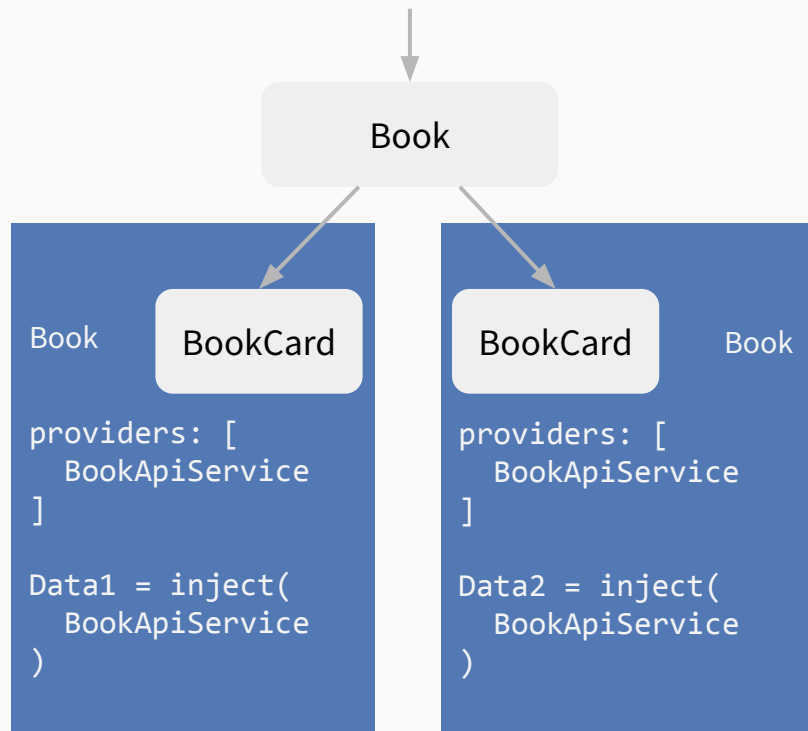 Book
Book
BookCard
providers: [
  BookApiService
]
Data1 = inject(
  BookApiService
)
BookCard
Book
providers: [
  BookApiService
]
Data2 = inject(
  BookApiService
)